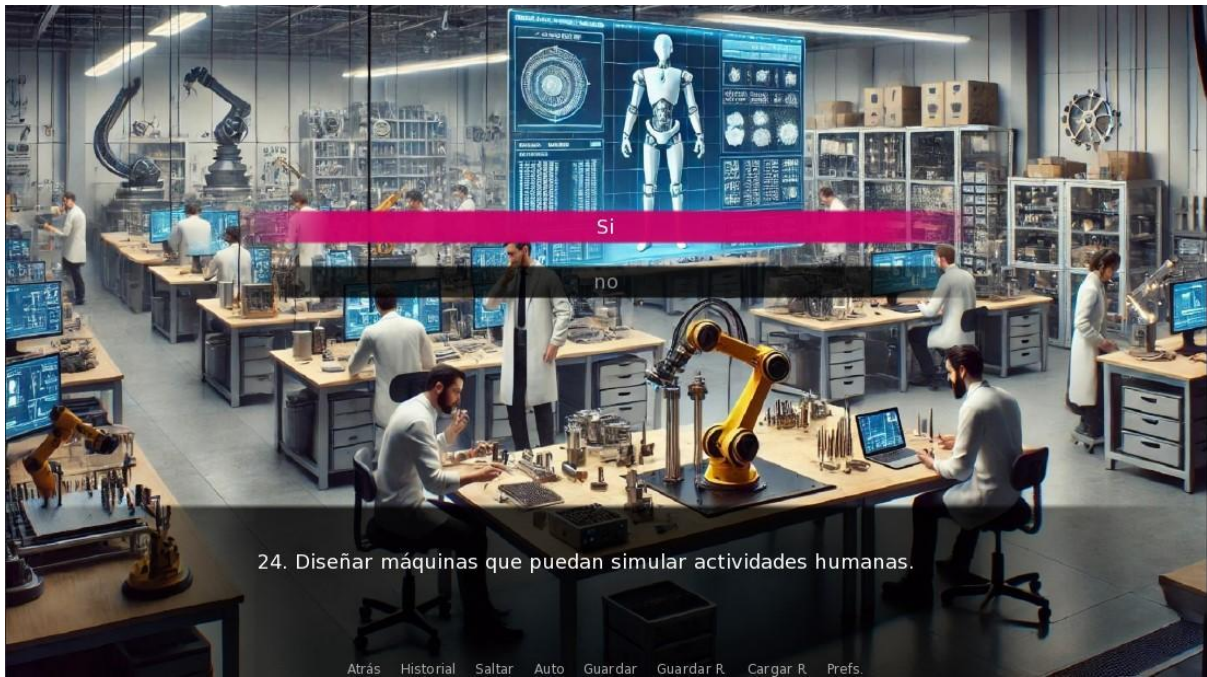 Si
no
24. Diseñar máquinas que puedan simular actividades humanas.
Atrás Historial Saltar Auto Guardar Guardar R. Cargar R. Prefs.